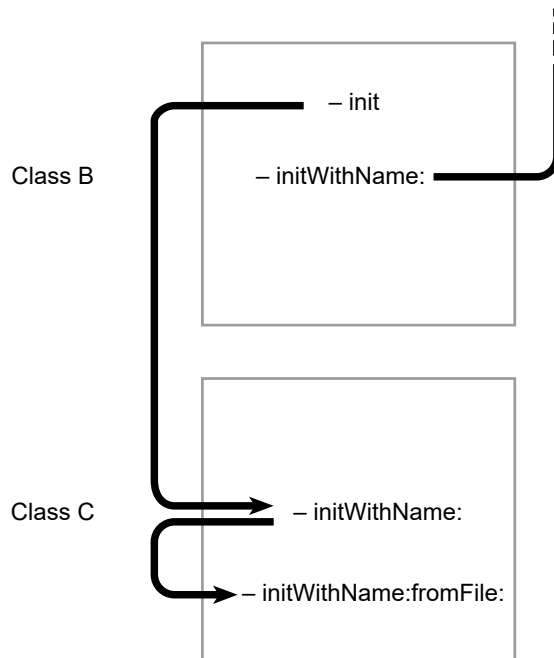 – init
Class B
– initWithName:
Class C
– initWithName:
– initWithName:fromFile: